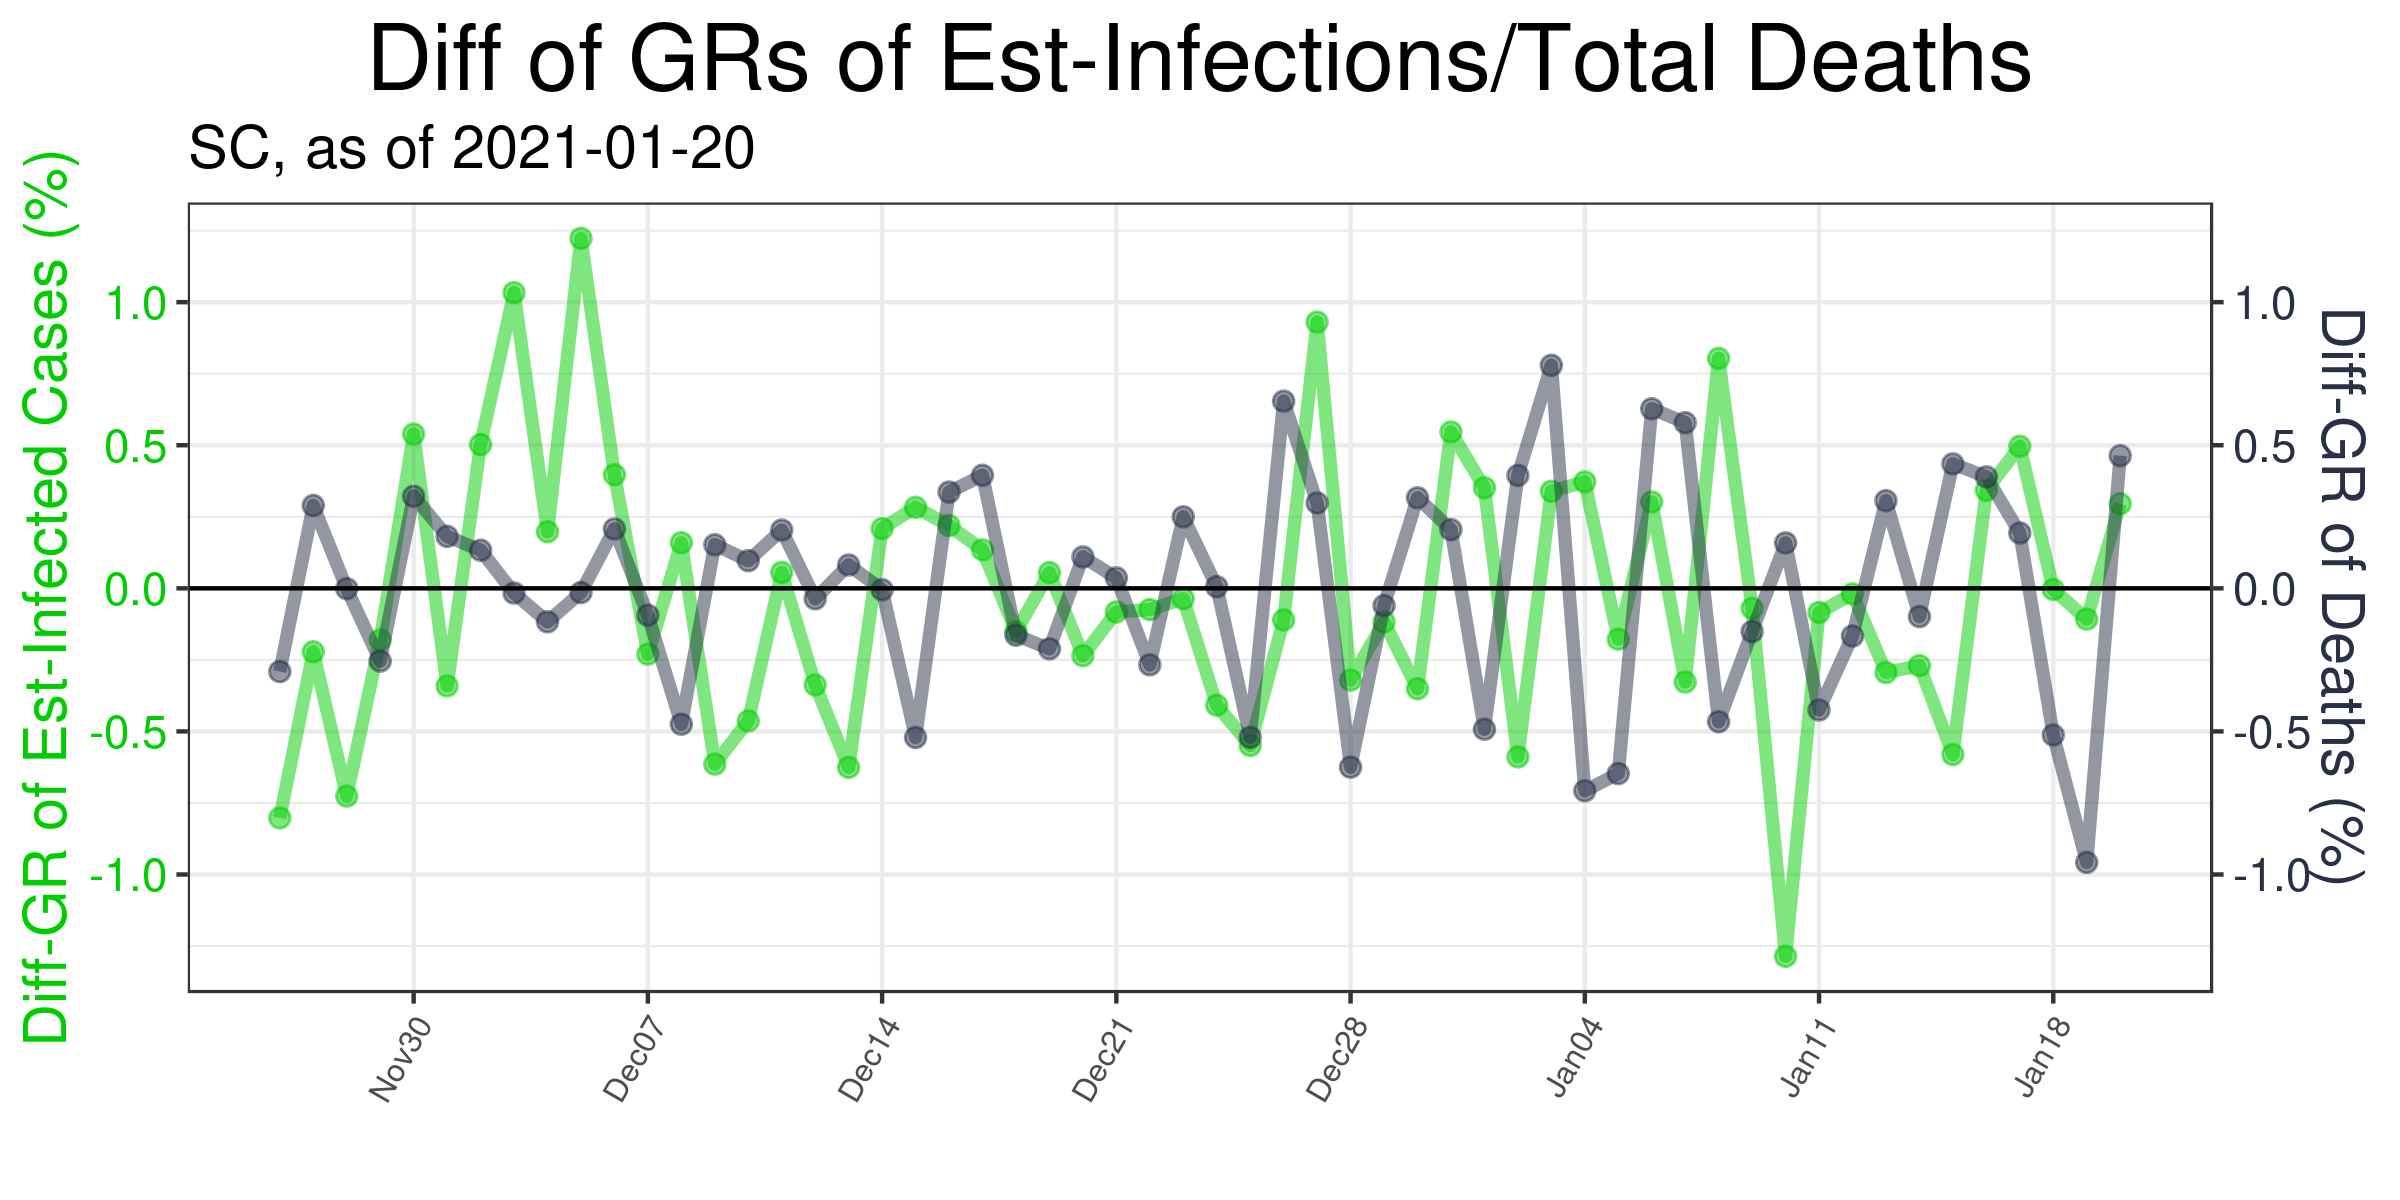 Diff of GRs of Est-Infections/Total Deaths
SC, as of 2021-01-20
Diff-GR of Est-Infected Cases (%)
1.0
0.5
0.0
-0.5
-1.0
1.0
0.5
0.0
-0.5
-1.0
Diff-GR of Deaths (%)
Nov30
Dec07
Dec14
Dec21
Dec28
Jan04
Jan11
Jan18